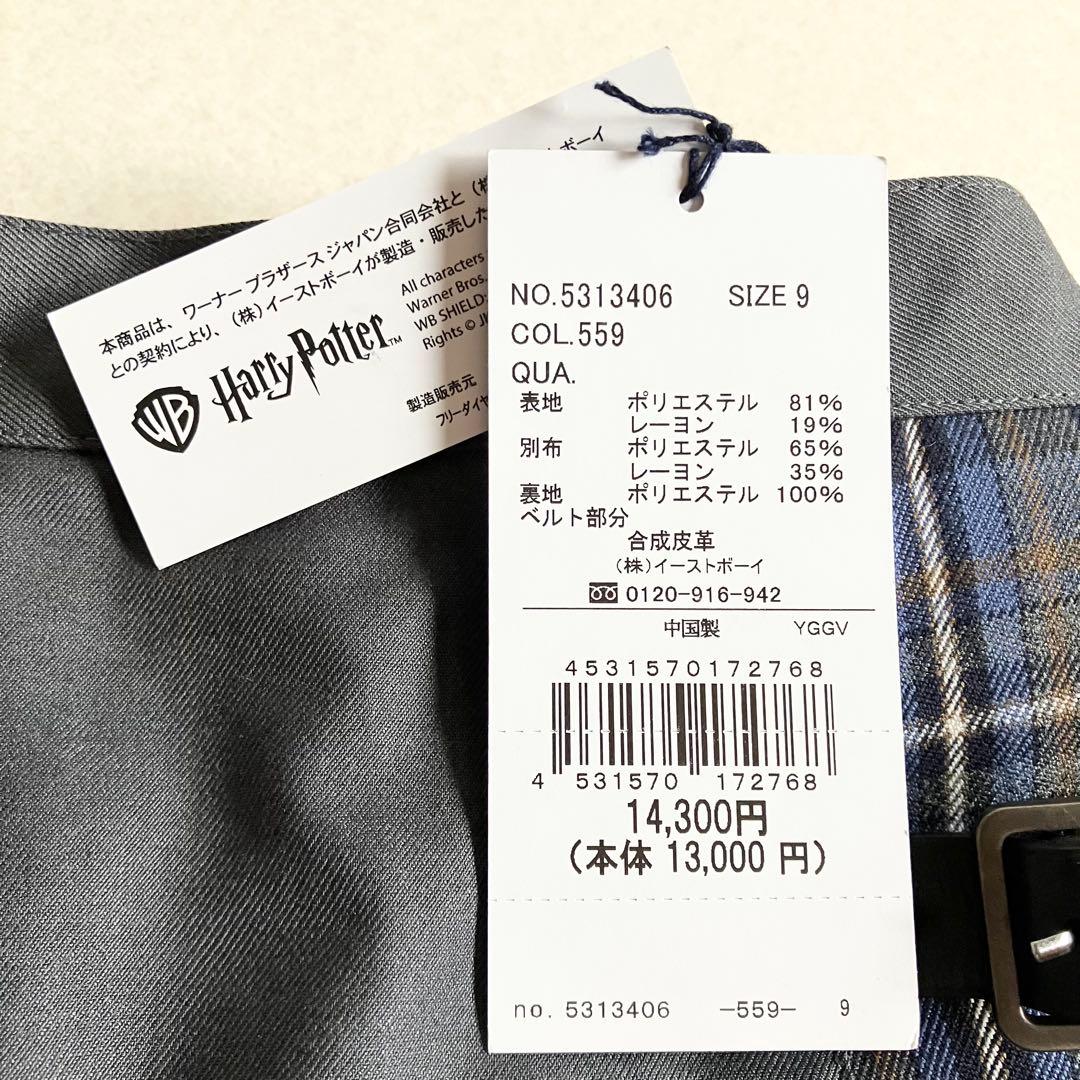 本商品は、ワーナー ブラザース ジャパン合同会社と（株
ボーイ
との契約により、（株）イーストボーイが製造・販売した
WB
Harry Potter™
All characters
Warner Bros.
WB SHIELD:
Rights ©
製造販売元
フリーダイヤ
NO.5313406 SIZE 9
COL.559
QUA.
表地 ポリエステル 81%
レーヨン 19%
別布 ポリエステル 65%
レーヨン 35%
裏地 ポリエステル 100%
ベルト部分
合成皮革
（株）イーストボーイ
0120-916-942
中国製 YGGV
4531570172768
4 531570 172768
14,300円
（本体 13,000 円）
no. 5313406 -559- 9